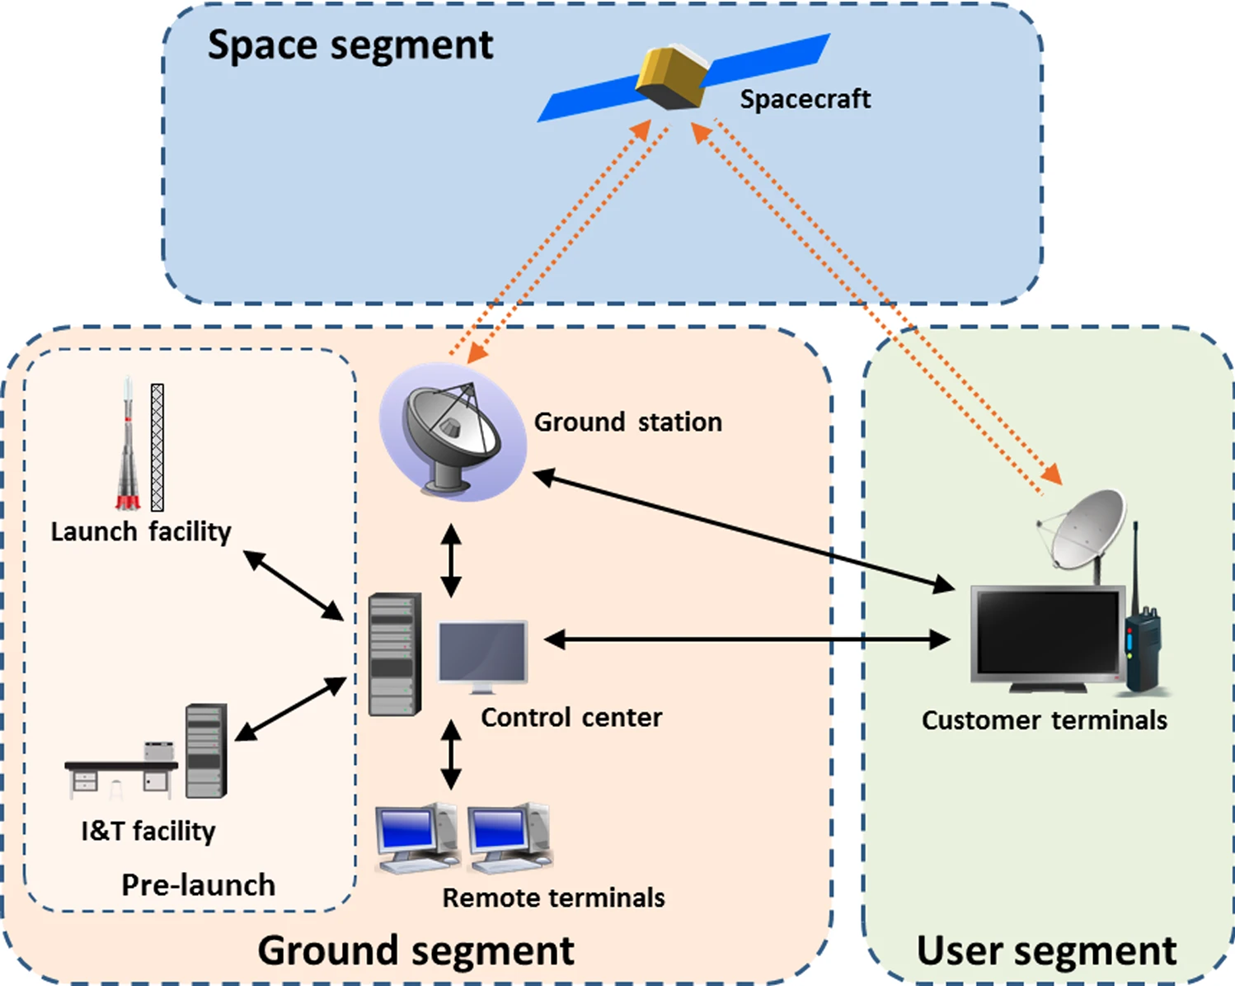 Space segment
Spacecraft
Ground station
Launch facility
Control center
Customer terminals
I&T facility
Pre-launch
Remote terminals
Ground segment
User segment